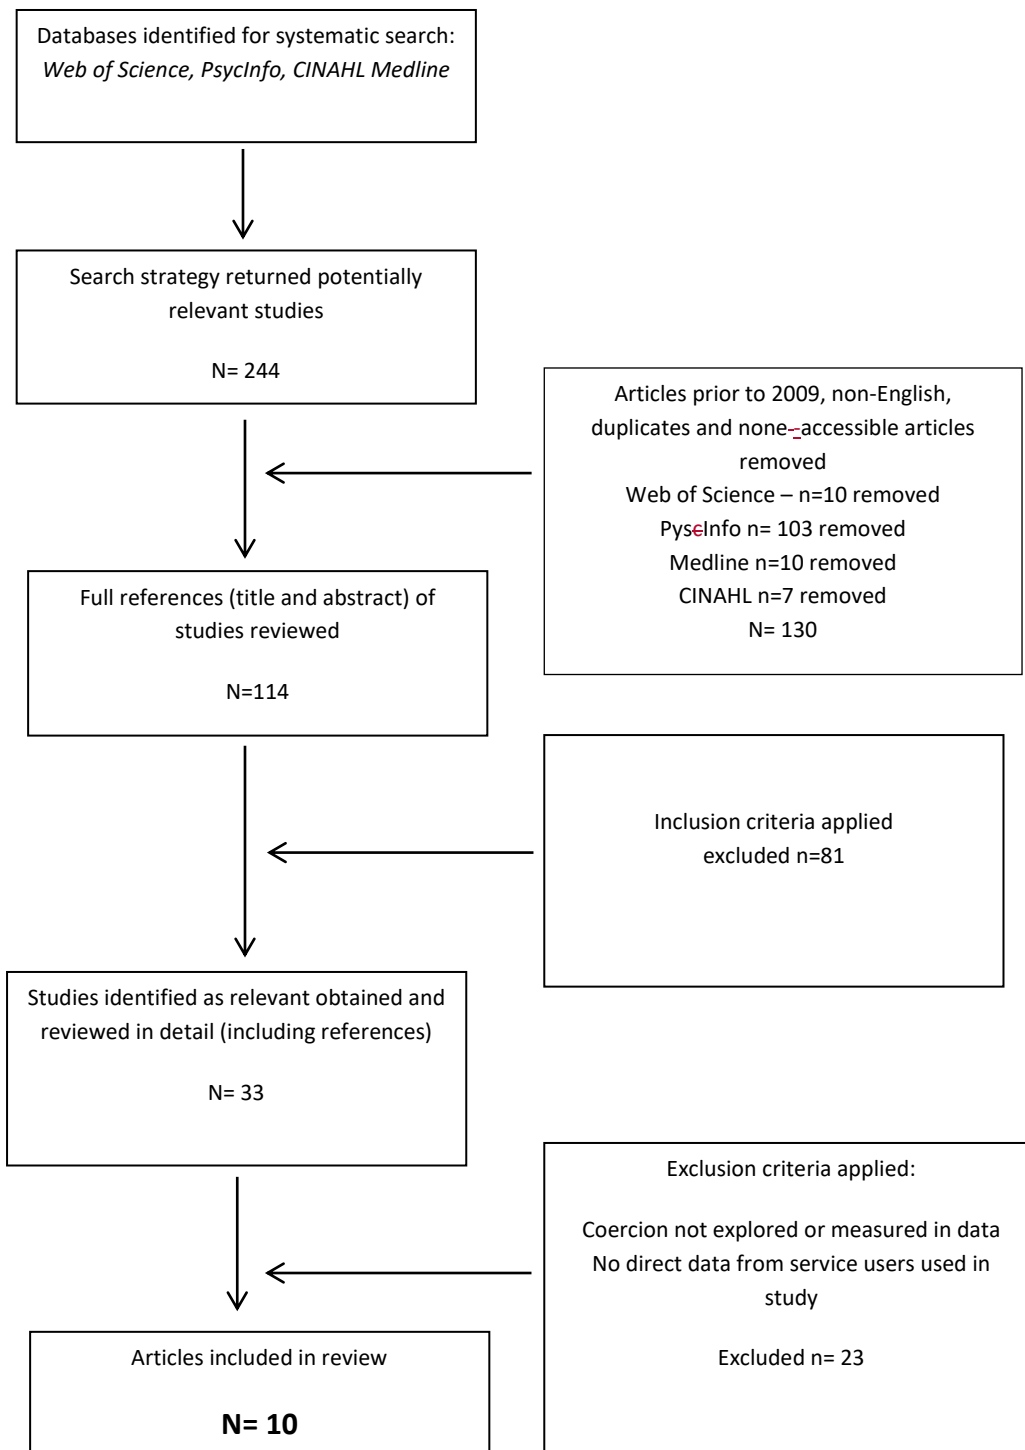 Databases identified for systematic search:
Web of Science, PsycInfo, CINAHL Medline
Search strategy returned potentially
relevant studies
N= 244
Articles prior to 2009, non-English,
duplicates and none--accessible articles
removed
Web of Science – n=10 removed
PyscInfo n= 103 removed
Medline n=10 removed
CINAHL n=7 removed
N= 130
Full references (title and abstract) of
studies reviewed
N=114
Inclusion criteria applied
excluded n=81
Studies identified as relevant obtained and
reviewed in detail (including references)
N= 33
Exclusion criteria applied:
Coercion not explored or measured in data
No direct data from service users used in
study
Excluded n= 23
Articles included in review
N= 10